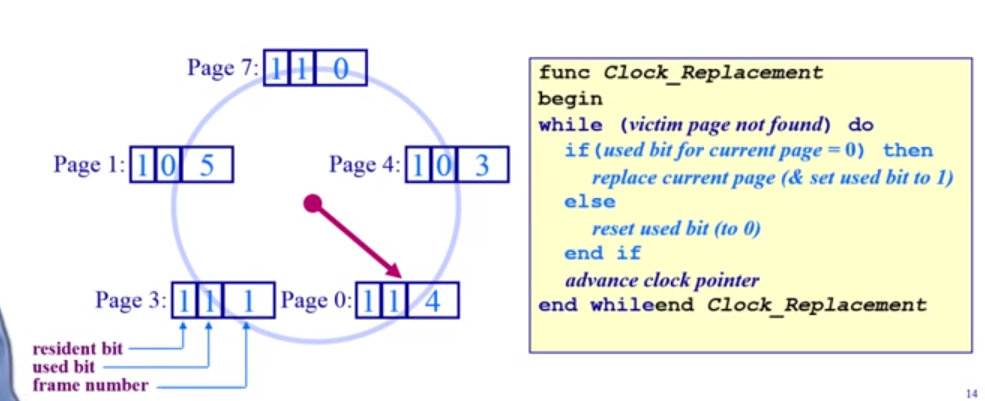 Page 7: 1 1 0
Page 1: 1 0 5
Page 4: 1 0 3
Page 3: 1 1 1
Page 0: 1 1 4
resident bit
used bit
frame number
func Clock_Replacement
begin
while (victim page not found) do
if (used bit for current page = 0) then
replace current page (& set used bit to 1)
else
reset used bit (to 0)
end if
advance clock pointer
end whileend Clock_Replacement
14